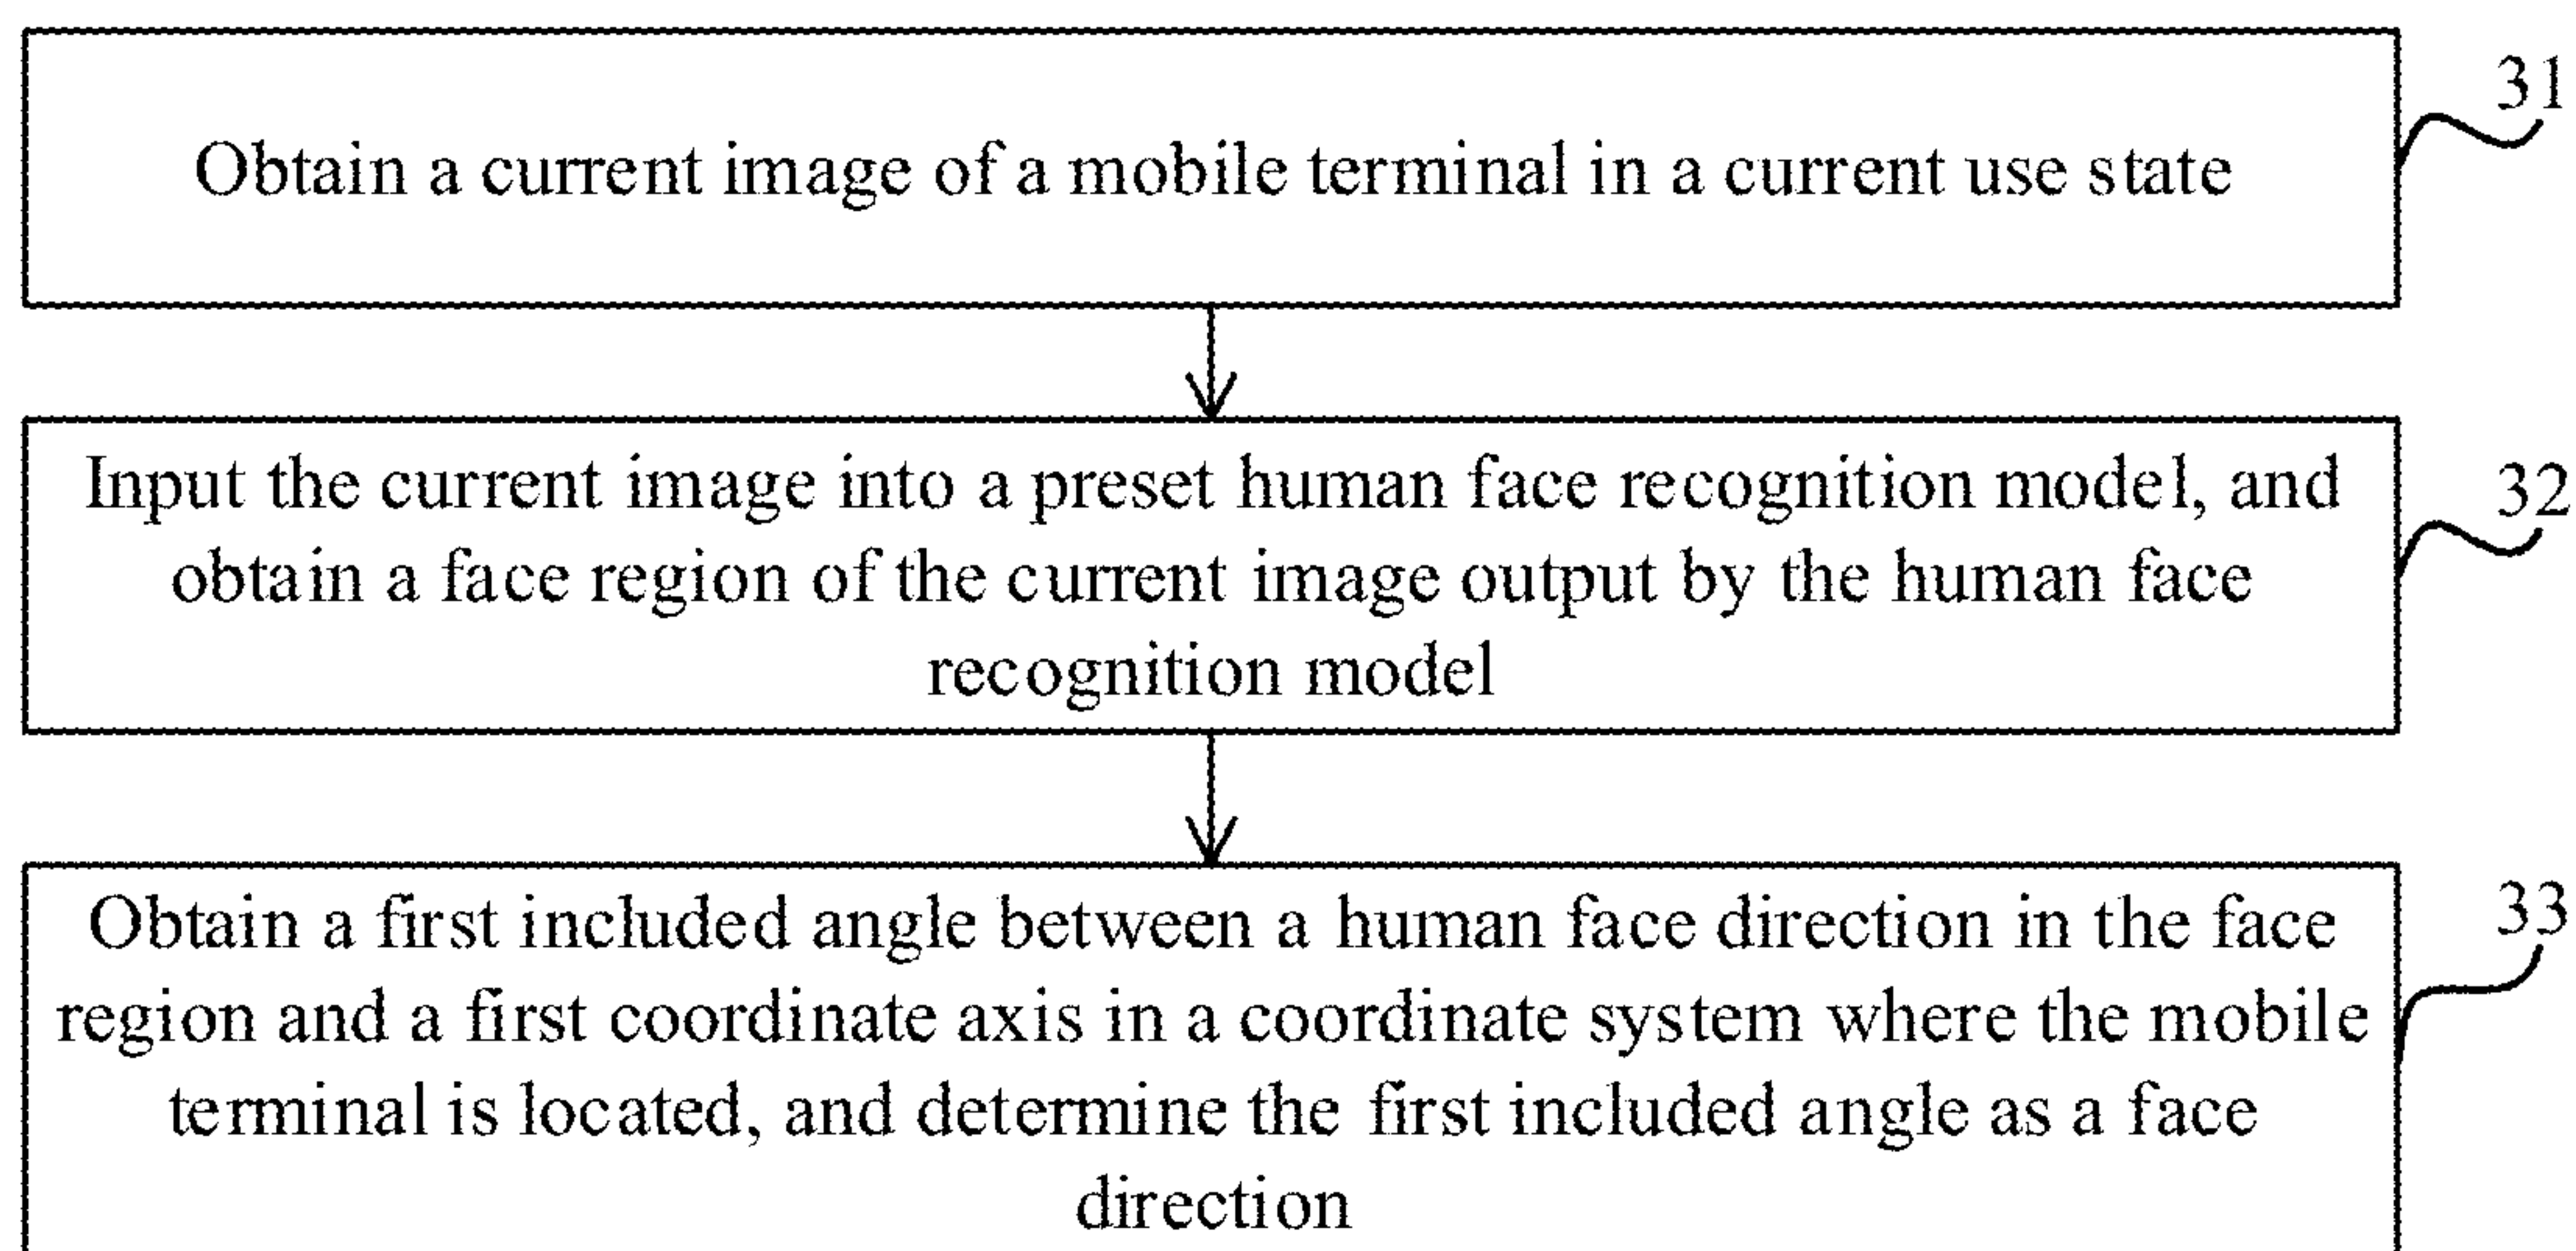 Obtain a current image of a mobile terminal in a current use state
31
Input the current image into a preset human face recognition model, and
obtain a face region of the current image output by the human face
recognition model
32
Obtain a first included angle between a human face direction in the face
region and a first coordinate axis in a coordinate system where the mobile
terminal is located, and determine the first included angle as a face
direction
33